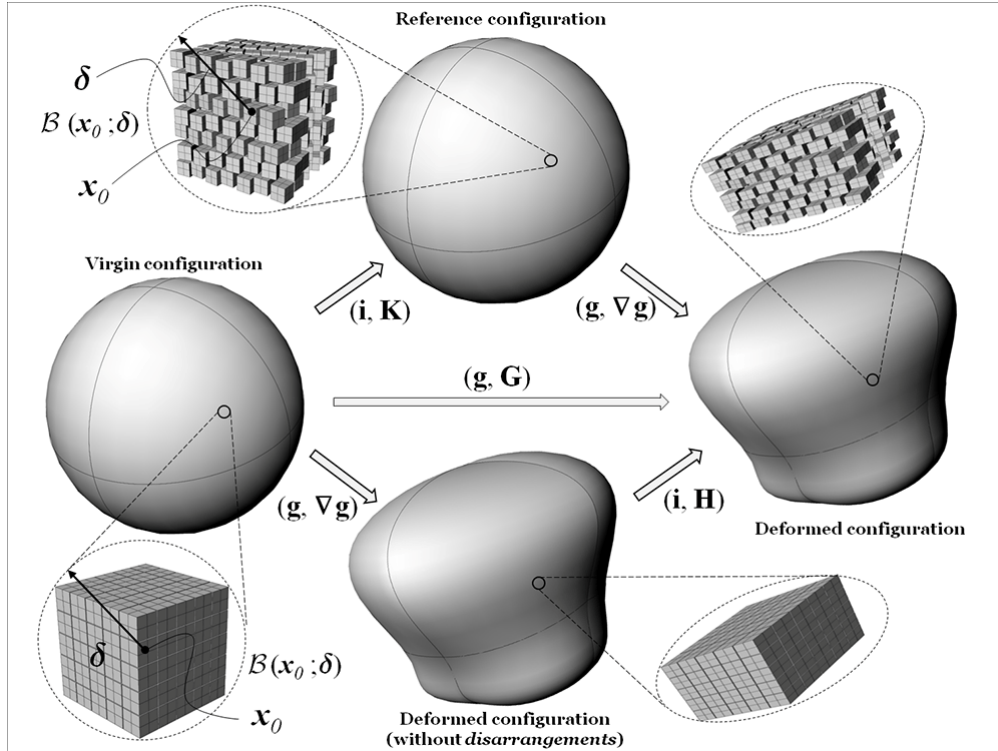 Reference configuration
δ
B (x₀ ; δ)
x₀
Virgin configuration
(i, K)
(g, ∇ g)
(g, G)
(g, ∇ g)
(i, H)
Deformed configuration
δ
B (x₀ ; δ)
x₀
Deformed configuration
(without disarrangements)